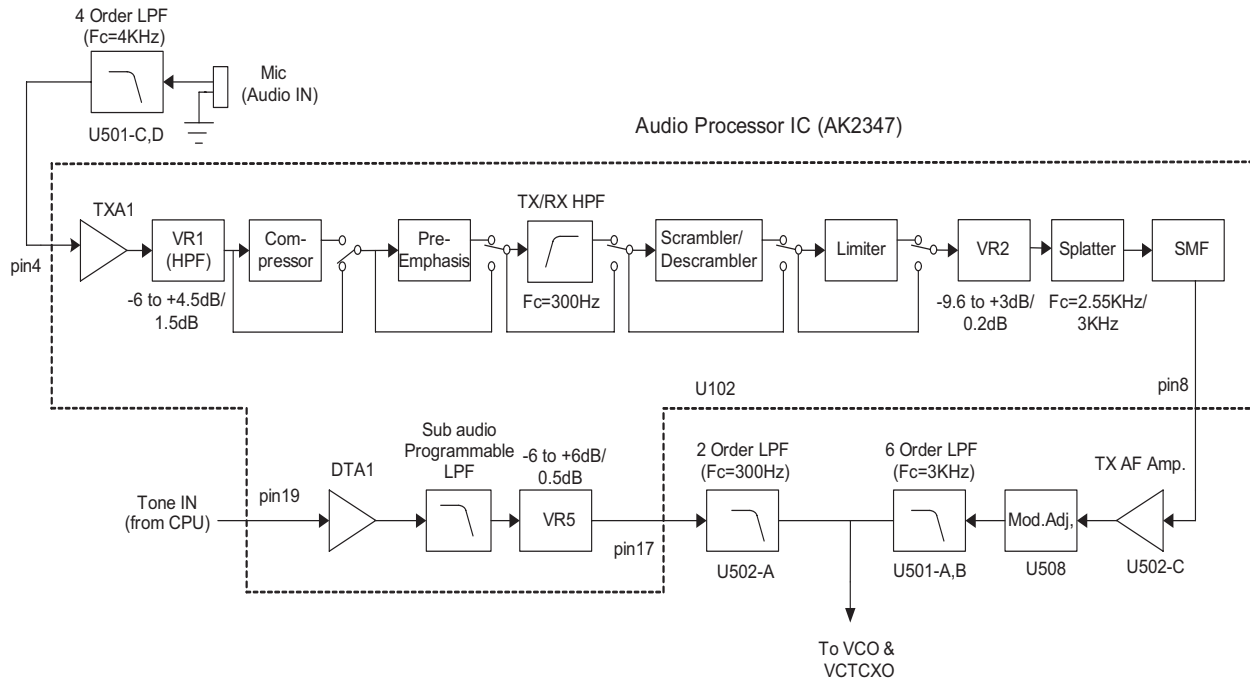 4 Order LPF
(Fc=4KHz)
Mic
(Audio IN)
U501-C,D
Audio Processor IC (AK2347)
TXA1
TX/RX HPF
VR1
(HPF)
Com-
pressor
Pre-
Emphasis
Scrambler/
Descrambler
Limiter
VR2
Splatter
SMF
pin4
-6 to +4.5dB/
1.5dB
Fc=300Hz
-9.6 to +3dB/
0.2dB
Fc=2.55KHz/
3KHz
U102
pin8
Sub audio
Programmable
LPF
-6 to +6dB/
0.5dB
2 Order LPF
(Fc=300Hz)
6 Order LPF
(Fc=3KHz)
TX AF Amp.
DTA1
Tone IN
(from CPU)
pin19
VR5
pin17
Mod.Adj,
U502-A
U501-A,B
U508
U502-C
To VCO &
VCTCXO